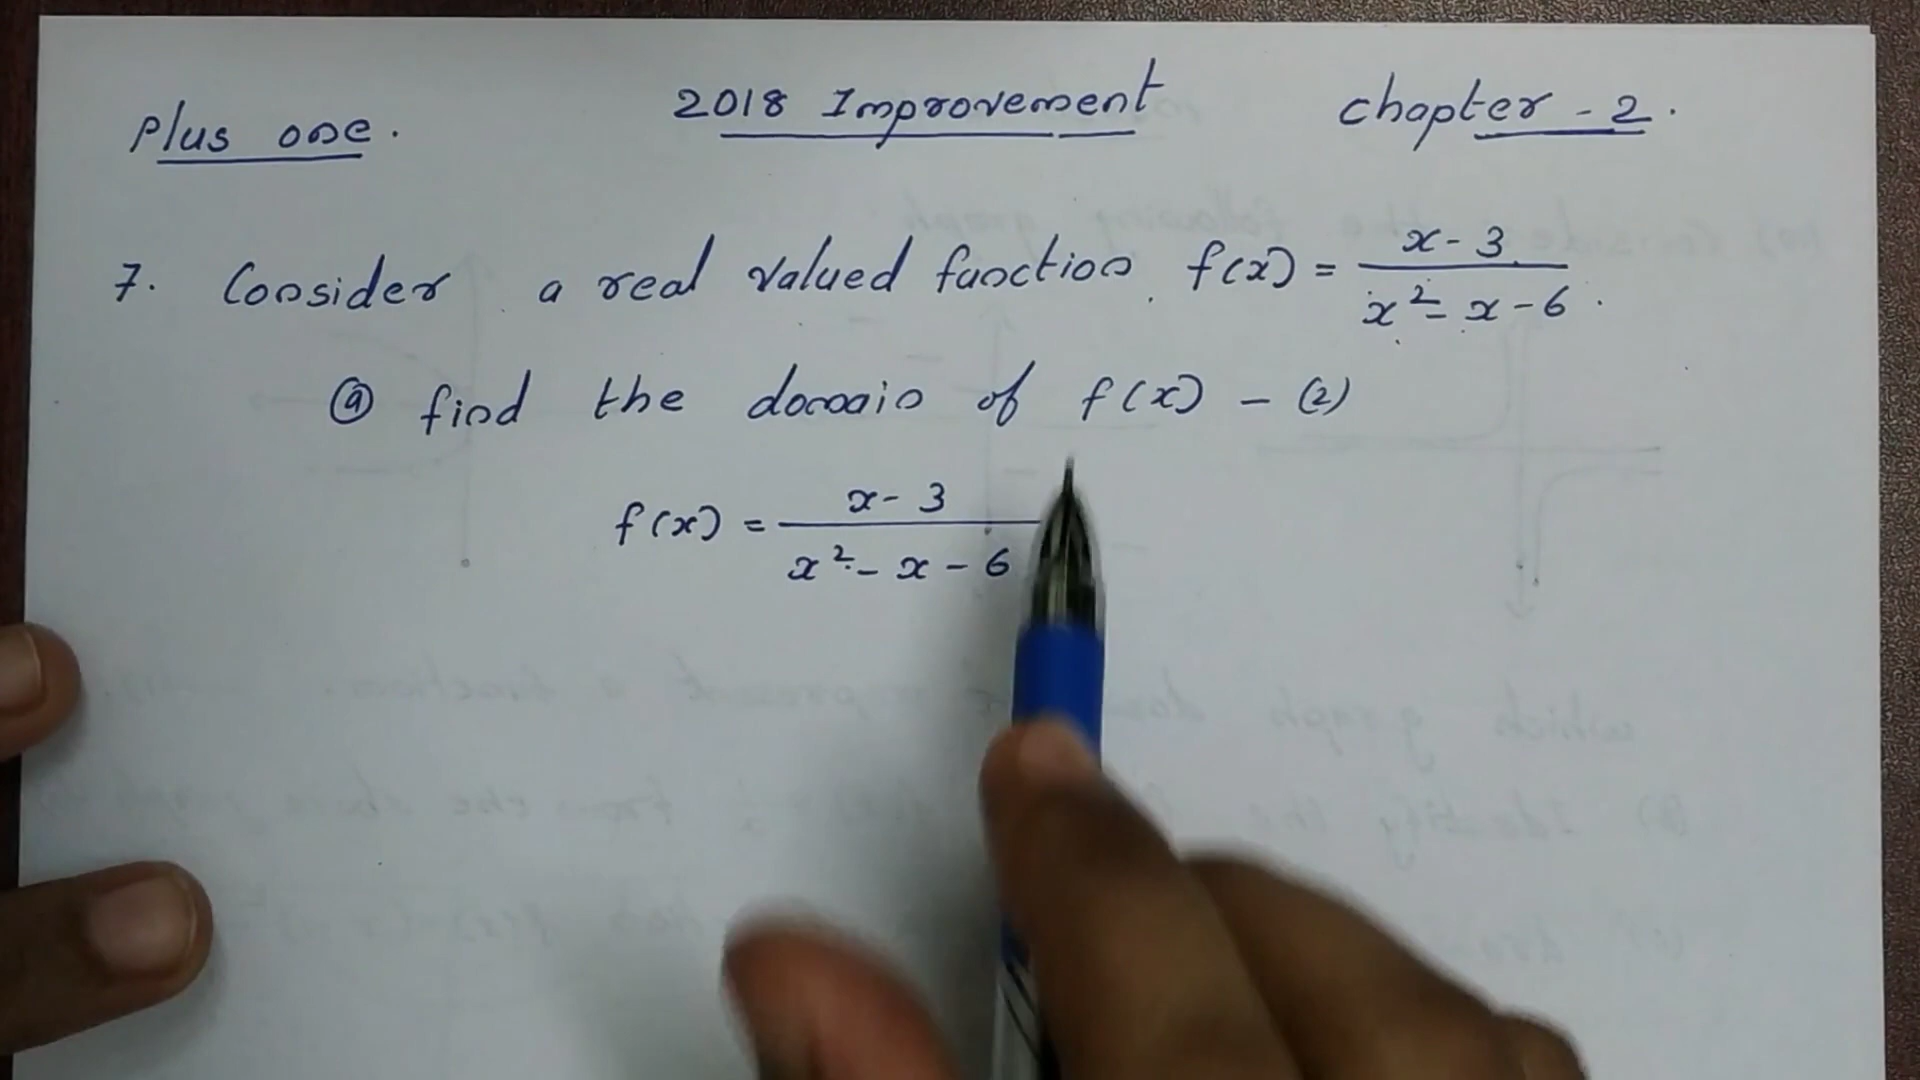 Plus one. 2018 Improvement Chapter - 2.
7. Consider a real valued function f(x) = x - 3 / x² - x - 6.
ⓐ find the domain of f(x) - (2)
f(x) = x - 3 / x² - x - 6